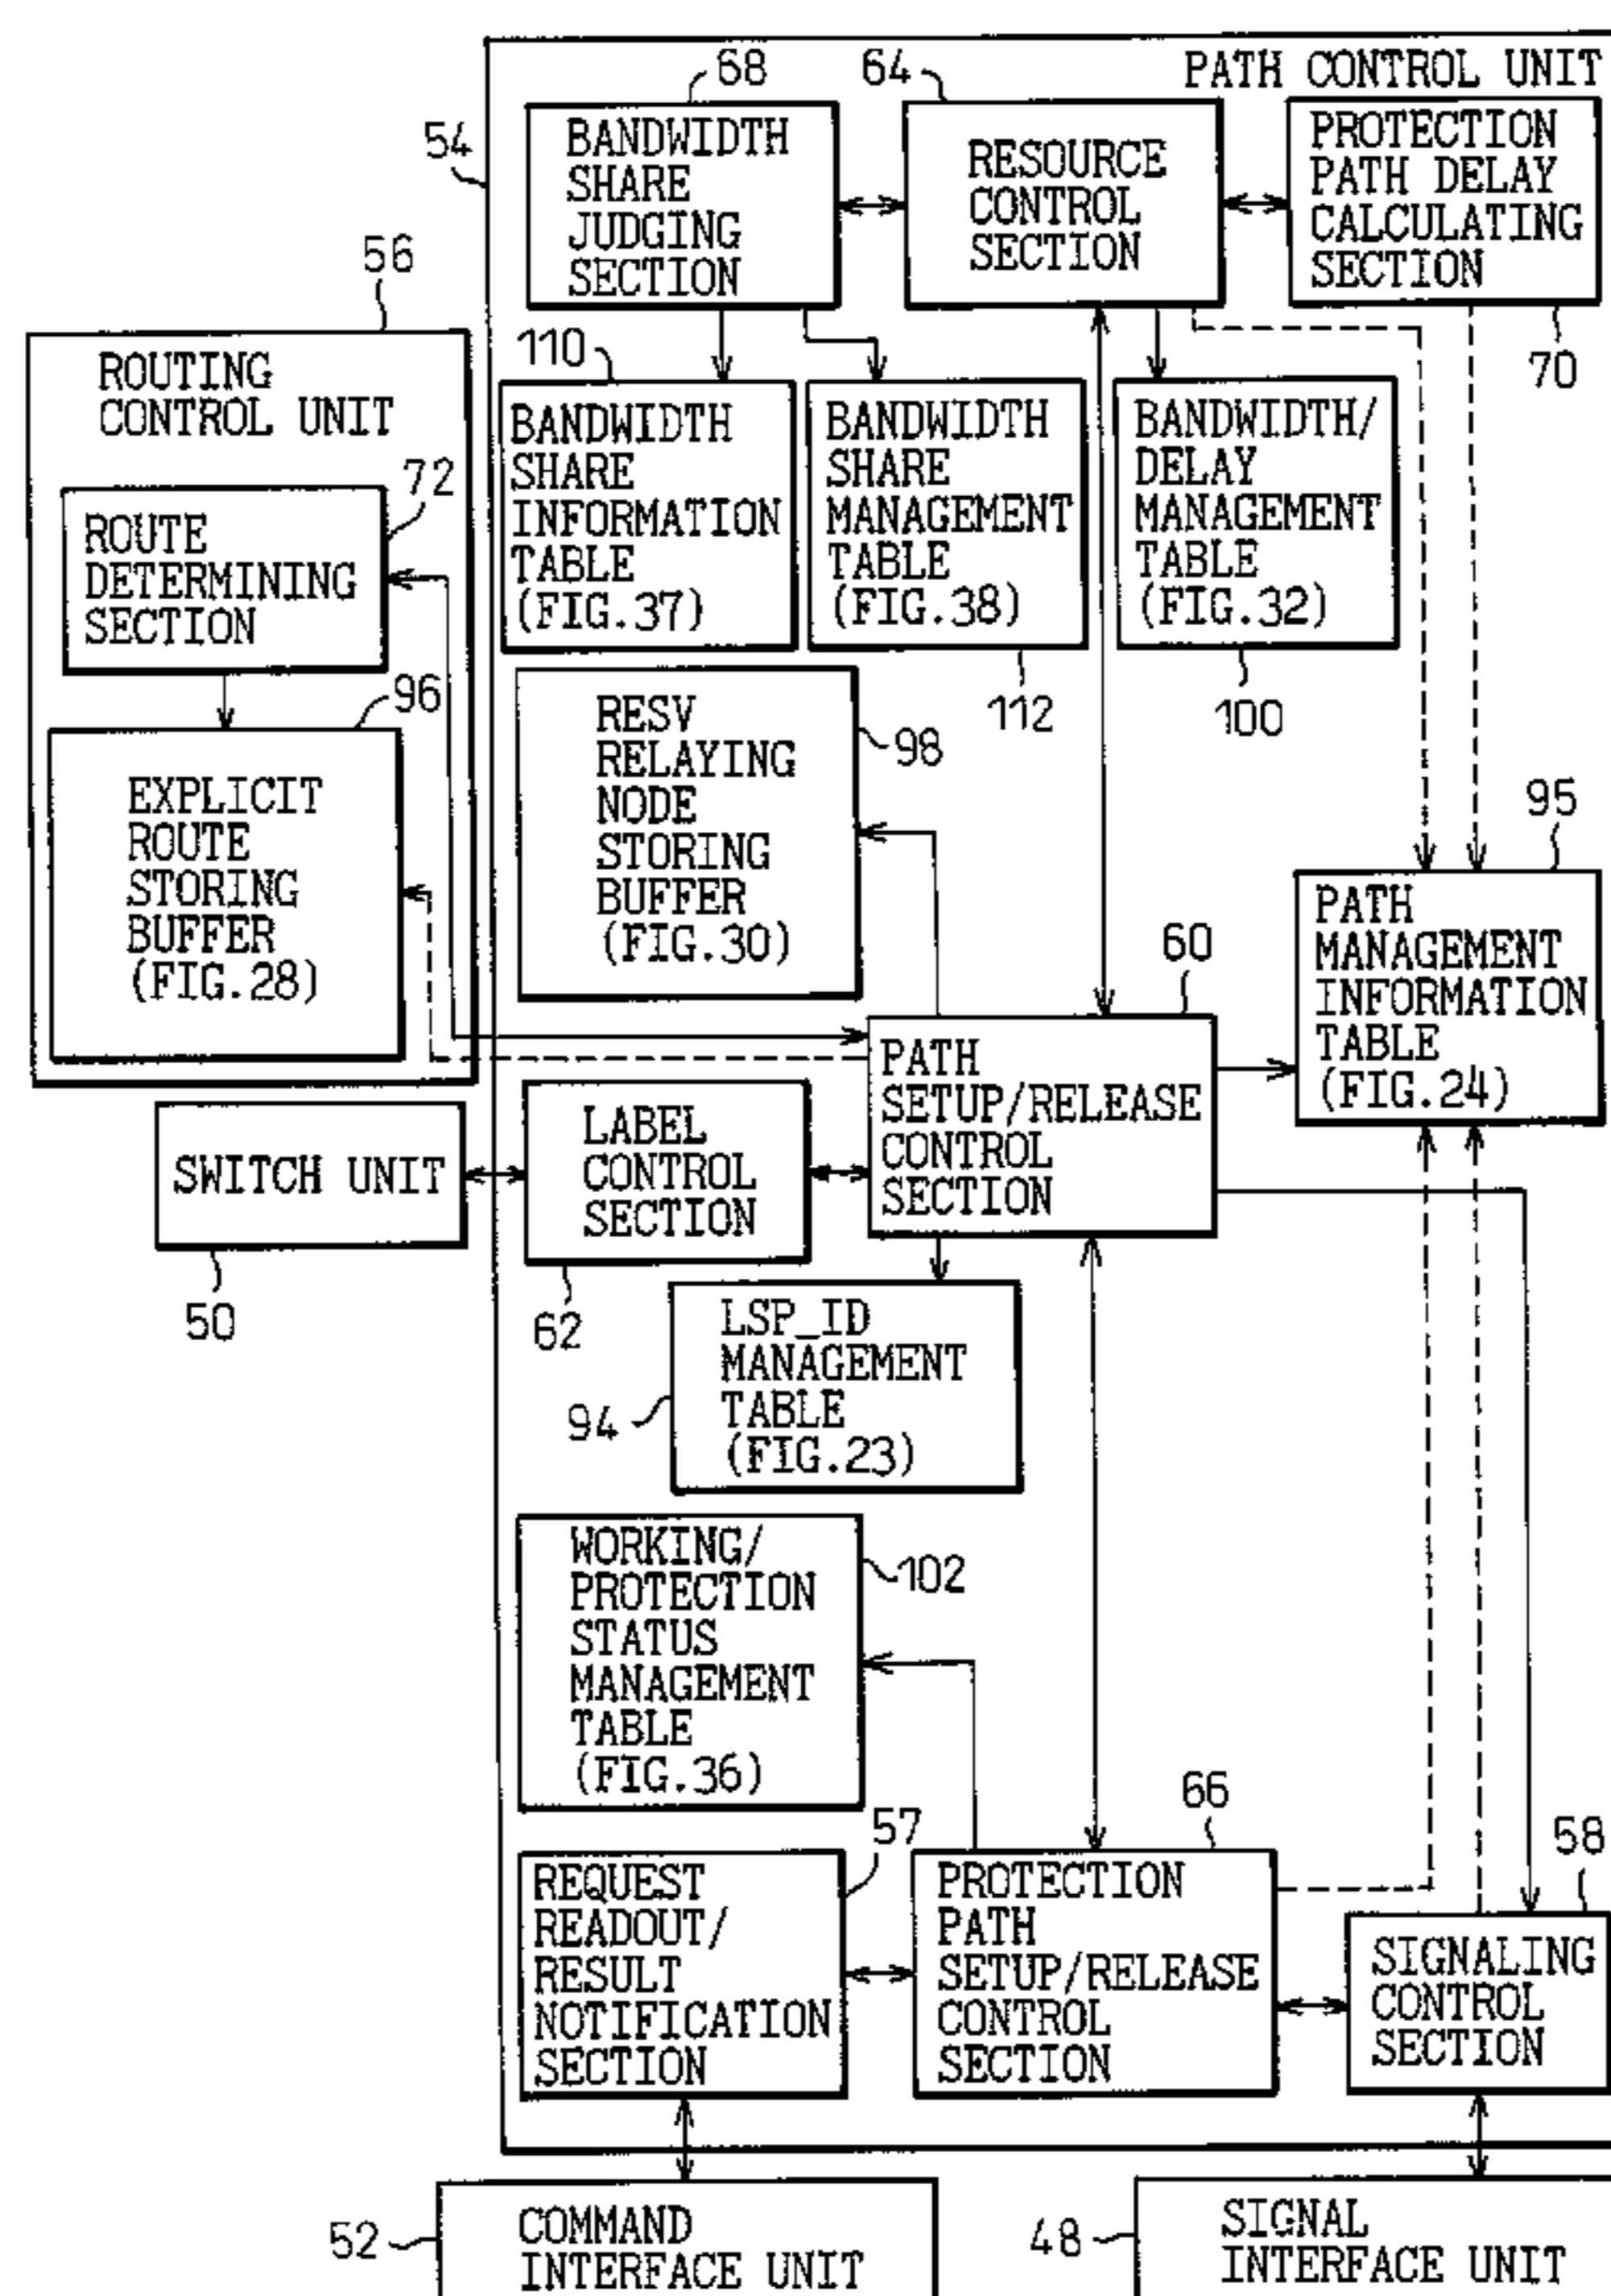 PATH CONTROL UNIT
54
68
BANDWIDTH
SHARE
JUDGING
SECTION
64
RESOURCE
CONTROL
SECTION
PROTECTION
PATH DELAY
CALCULATING
SECTION
70
56
ROUTING
CONTROL UNIT
72
ROUTE
DETERMINING
SECTION
96
EXPLICIT
ROUTE
STORING
BUFFER
(FIG.28)
110
BANDWIDTH
SHARE
INFORMATION
TABLE
(FIG.37)
BANDWIDTH
SHARE
MANAGEMENT
TABLE
(FIG.38)
112
BANDWIDTH/
DELAY
MANAGEMENT
TABLE
(FIG.32)
100
RESV
RELAYING
NODE
STORING
BUFFER
(FIG.30)
98
95
PATH
MANAGEMENT
INFORMATION
TABLE
(FIG.24)
60
PATH
SETUP/RELEASE
CONTROL
SECTION
SWITCH UNIT
50
LABEL
CONTROL
SECTION
62
LSP_ID
MANAGEMENT
TABLE
(FIG.23)
94
WORKING/
PROTECTION
STATUS
MANAGEMENT
TABLE
(FIG.36)
102
57
REQUEST
READOUT/
RESULT
NOTIFICATION
SECTION
66
PROTECTION
PATH
SETUP/RELEASE
CONTROL
SECTION
58
SIGNALING
CONTROL
SECTION
52
COMMAND
INTERFACE UNIT
48
SIGNAL
INTERFACE UNIT